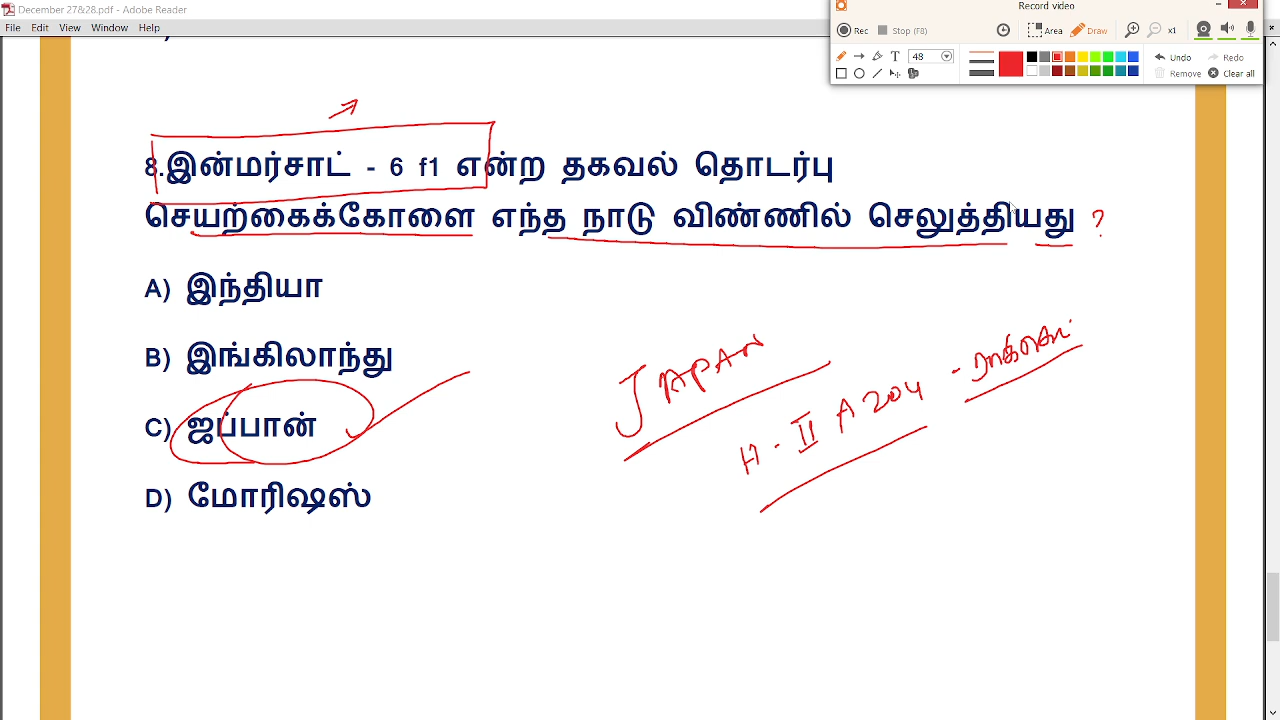 December 27&28.pdf - Adobe Reader
File Edit View Window Help
Record video
Rec Stop (F8) Area Draw x1
T 48 Undo Redo
Remove Clear all
8.இன்மர்சாட் - 6 f1 என்ற தகவல் தொடர்பு
செயற்கைக்கோளை எந்த நாடு விண்ணில் செலுத்தியது ?
A) இந்தியா
B) இங்கிலாந்து
C) ஜப்பான்
D) மோரிஷஸ்
JAPAN
H - II A 204 -